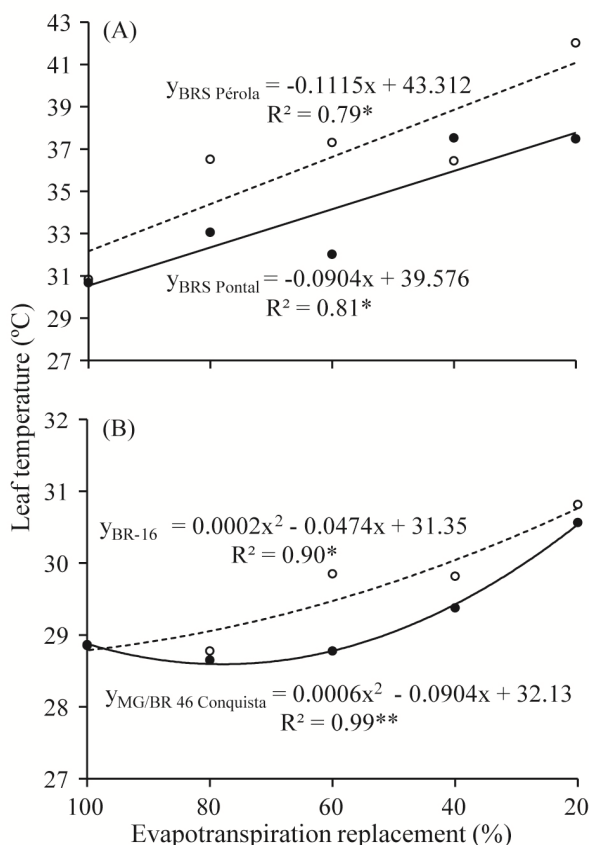 43
(A)
41
y_BRS Pérola = -0.1115x + 43.312
R² = 0.79*
39
37
35
33
31
y_BRS Pontal = -0.0904x + 39.576
R² = 0.81*
29
27
Leaf temperature (ºC)
32
(B)
31
y_BR-16 = 0.0002x² - 0.0474x + 31.35
R² = 0.90*
30
29
y_MG/BR 46 Conquista = 0.0006x² - 0.0904x + 32.13
R² = 0.99**
28
27
100 80 60 40 20
Evapotranspiration replacement (%)